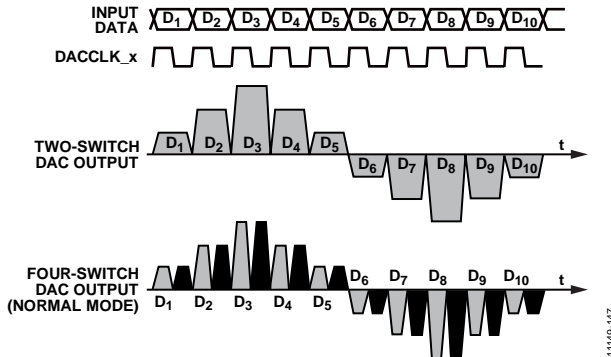 INPUT
DATA
D1 D2 D3 D4 D5 D6 D7 D8 D9 D10
DACCLK_x
TWO-SWITCH
DAC OUTPUT
D1 D2 D3 D4 D5
t
D6 D7 D8 D9 D10
FOUR-SWITCH
DAC OUTPUT
(NORMAL MODE)
D6 D7 D8 D9 D10
t
D1 D2 D3 D4 D5
11149-147